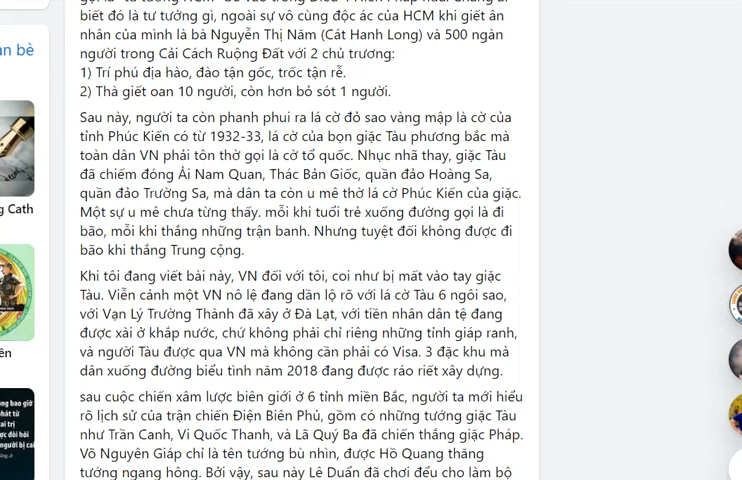 biết đó là tư tưởng gì, ngoài sự vô cùng độc ác của HCM khi giết ân
nhân của mình là bà Nguyễn Thị Năm (Cát Hanh Long) và 500 ngàn
người trong Cải Cách Ruộng Đất với 2 chủ trương:
1) Trí phú địa hào, đào tận gốc, trốc tận rễ.
2) Thà giết oan 10 người, còn hơn bỏ sót 1 người.
Sau này, người ta còn phanh phui ra lá cờ đỏ sao vàng mập là cờ của
tỉnh Phúc Kiến có từ 1932-33, lá cờ của bọn giặc Tàu phương bắc mà
toàn dân VN phải tôn thờ gọi là cờ tổ quốc. Nhục nhã thay, giặc Tàu
đã chiếm đóng Ải Nam Quan, Thác Bản Giốc, quần đảo Hoàng Sa,
quần đảo Trường Sa, mà dân ta còn u mê thờ lá cờ Phúc Kiến của giặc.
Một sự u mê chưa từng thấy. mỗi khi tuổi trẻ xuống đường gọi là đi
bão, mỗi khi thắng những trận banh. Nhưng tuyệt đối không được đi
bão khi thắng Trung cộng.
Khi tôi đang viết bài này, VN đối với tôi, coi như bị mất vào tay giặc
Tàu. Viễn cảnh một VN nô lệ đang dần lộ rõ với lá cờ Tàu 6 ngôi sao,
với Vạn Lý Trường Thành đã xây ở Đà Lạt, với tiền nhân dân tệ đang
được xài ở khắp nước, chứ không phải chỉ riêng những tỉnh giáp ranh,
và người Tàu được qua VN mà không cần phải có Visa. 3 đặc khu mà
dân xuống đường biểu tình năm 2018 đang được ráo riết xây dựng.
sau cuộc chiến xâm lược biên giới ở 6 tỉnh miền Bắc, người ta mới hiểu
rõ lịch sử của trận chiến Điện Biên Phủ, gồm có những tướng giặc Tàu
như Trần Canh, Vi Quốc Thanh, và Lã Quý Ba đã chiến thắng giặc Pháp.
Võ Nguyên Giáp chỉ là tên tướng bù nhìn, được Hồ Quang thăng
tướng ngang hông. Bởi vậy, sau này Lê Duẩn đã chơi đểu cho làm bộ
an bè
g Cath
ên